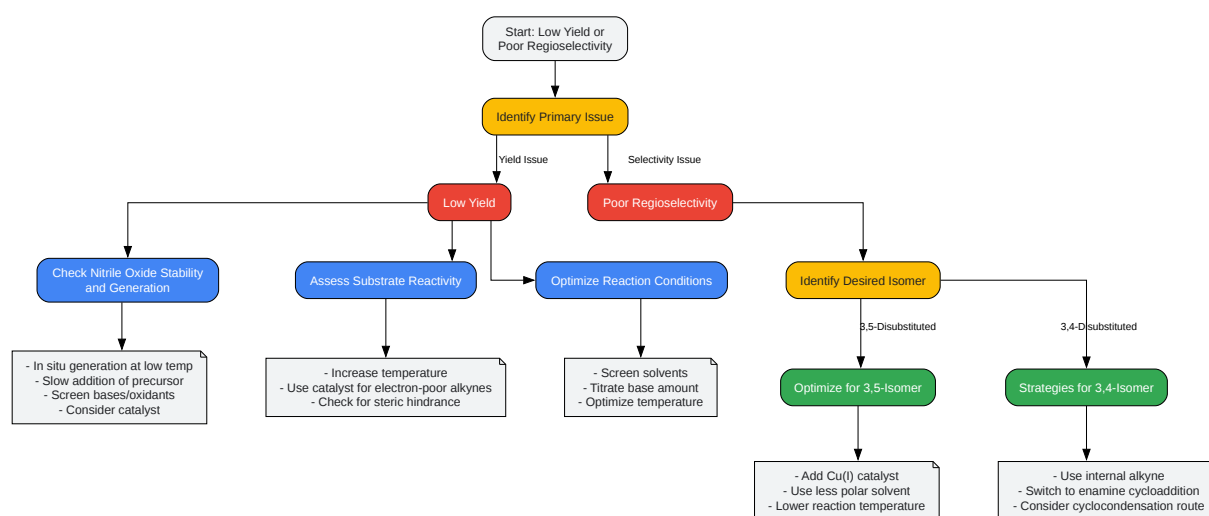 Start: Low Yield or
Poor Regioselectivity
Identify Primary Issue
Yield Issue
Selectivity Issue
Low Yield
Poor Regioselectivity
Check Nitrile Oxide Stability
and Generation
Assess Substrate Reactivity
Optimize Reaction Conditions
Identify Desired Isomer
3,5-Disubstituted
3,4-Disubstituted
- In situ generation at low temp
- Slow addition of precursor
- Screen bases/oxidants
- Consider catalyst
- Increase temperature
- Use catalyst for electron-poor alkynes
- Check for steric hindrance
- Screen solvents
- Titrate base amount
- Optimize temperature
Optimize for 3,5-Isomer
Strategies for 3,4-Isomer
- Add Cu(I) catalyst
- Use less polar solvent
- Lower reaction temperature
- Use internal alkyne
- Switch to enamine cycloaddition
- Consider cyclocondensation route